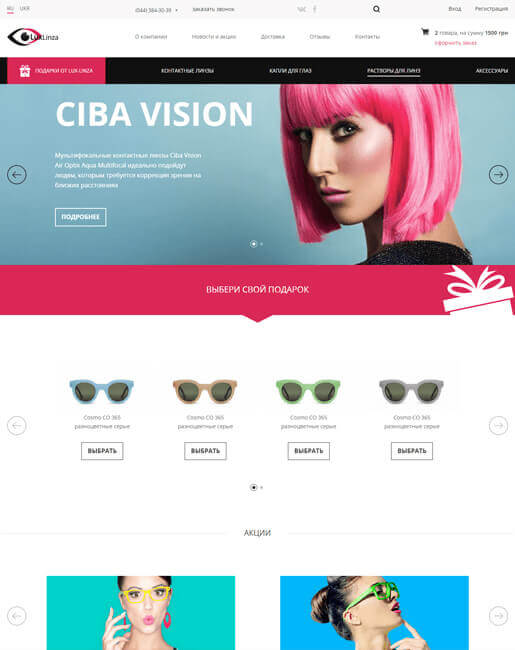 RU UKR (044) 384-30-39 заказать звонок Вход Регистрация
LUXLinza О компании Новости и акции Доставка Отзывы Контакты 2 товара, на сумму 1500 грн
оформить заказ
ПОДАРКИ ОТ LUX-LINZA КОНТАКТНЫЕ ЛИНЗЫ КАПЛИ ДЛЯ ГЛАЗ РАСТВОРЫ ДЛЯ ЛИНЗ АКСЕССУАРЫ
CIBA VISION
Мультифокальные контактные линзы Ciba Vision
Air Optix Aqua Multifocal идеально подойдут
людям, которым требуется коррекция зрения на
близких расстояниях
ПОДРОБНЕЕ
ВЫБЕРИ СВОЙ ПОДАРОК
Cosmo CO 365 Cosmo CO 365 Cosmo CO 365 Cosmo CO 365
разноцветные серые разноцветные серые разноцветные серые разноцветные серые
ВЫБРАТЬ ВЫБРАТЬ ВЫБРАТЬ ВЫБРАТЬ
АКЦИИ